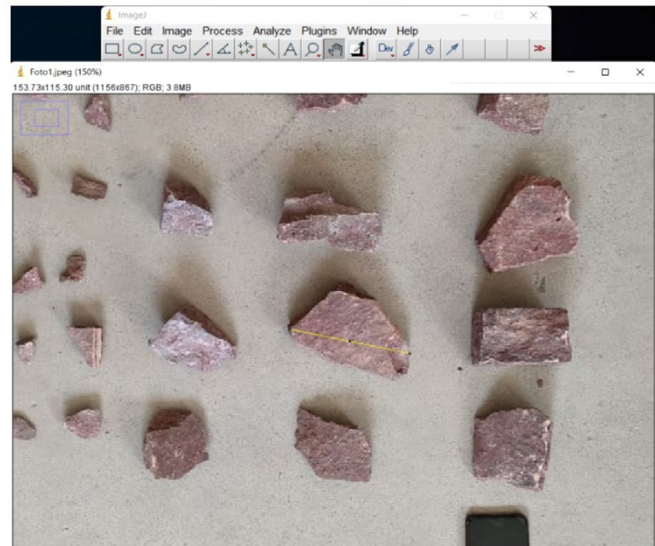 ImageJ
File Edit Image Process Analyze Plugins Window Help
Dev
Foto1.jpeg (150%)
153.73x115.30 unit (1156x867); RGB; 3.8MB